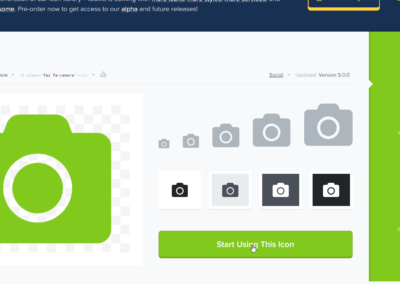 some. Pre-order now to get access to our alpha and future releases!
class="fas fa-camera"
Social • Updated: Version 5.0.0
Start Using This Icon